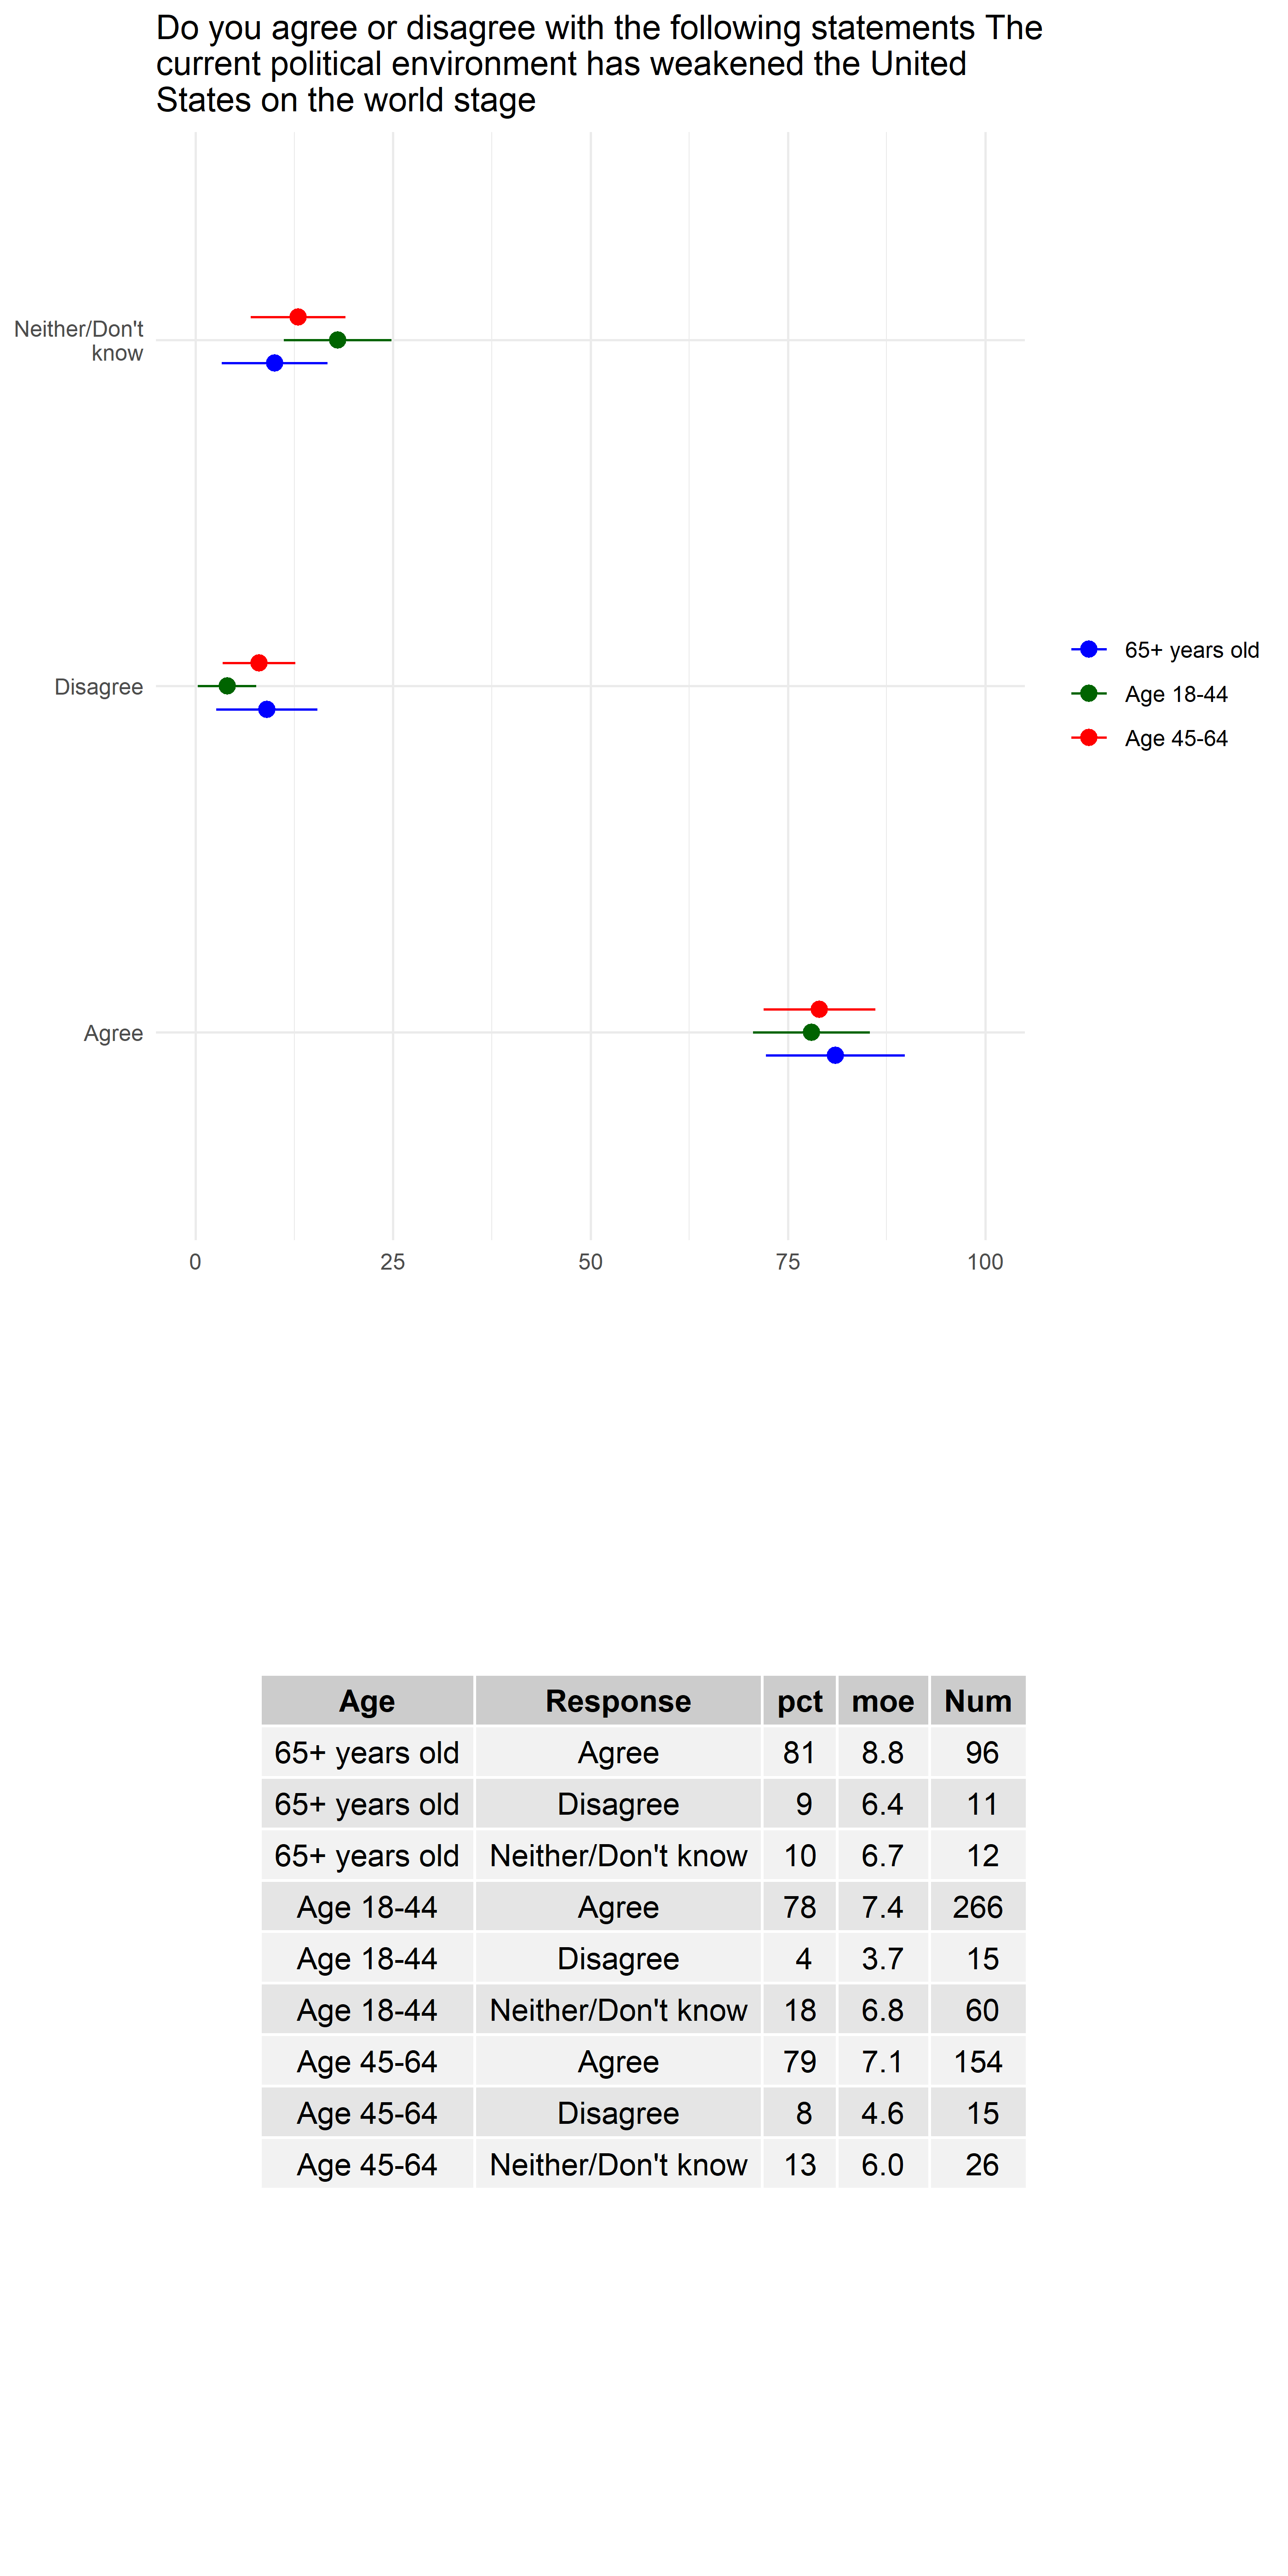 Do you agree or disagree with the following statements The
current political environment has weakened the United
States on the world stage
Neither/Don't
know
Disagree
Agree
0 25 50 75 100
65+ years old
Age 18-44
Age 45-64
Age Response pct moe Num
65+ years old Agree 81 8.8 96
65+ years old Disagree 9 6.4 11
65+ years old Neither/Don't know 10 6.7 12
Age 18-44 Agree 78 7.4 266
Age 18-44 Disagree 4 3.7 15
Age 18-44 Neither/Don't know 18 6.8 60
Age 45-64 Agree 79 7.1 154
Age 45-64 Disagree 8 4.6 15
Age 45-64 Neither/Don't know 13 6.0 26